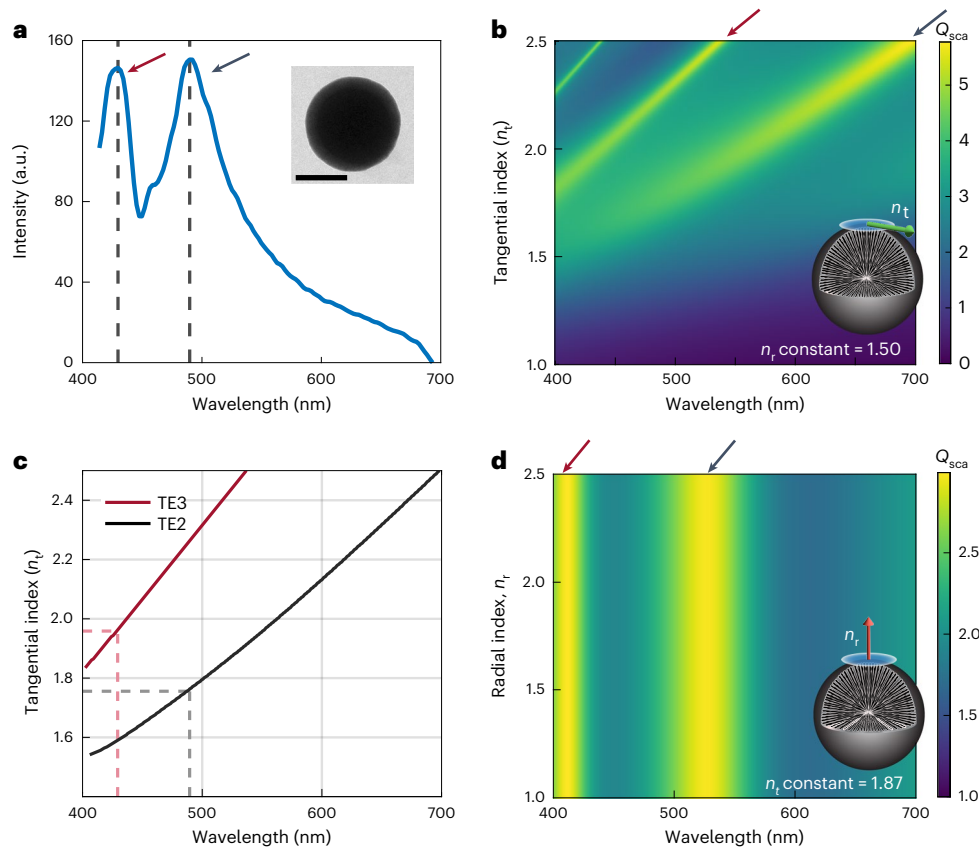 a
160
120
80
40
0
Intensity (a.u.)
400
500
600
700
Wavelength (nm)
b
2.5
2.0
1.5
1.0
Tangential index (nt)
400
500
600
700
Wavelength (nm)
nt
nr constant = 1.50
Qsca
5
4
3
2
1
0
c
2.4
2.2
2.0
1.8
1.6
Tangential index (nt)
TE3
TE2
400
500
600
700
Wavelength (nm)
d
2.5
2.0
1.5
1.0
Radial index, nr
400
500
600
700
Wavelength (nm)
nr
nt constant = 1.87
Qsca
2.5
2.0
1.5
1.0